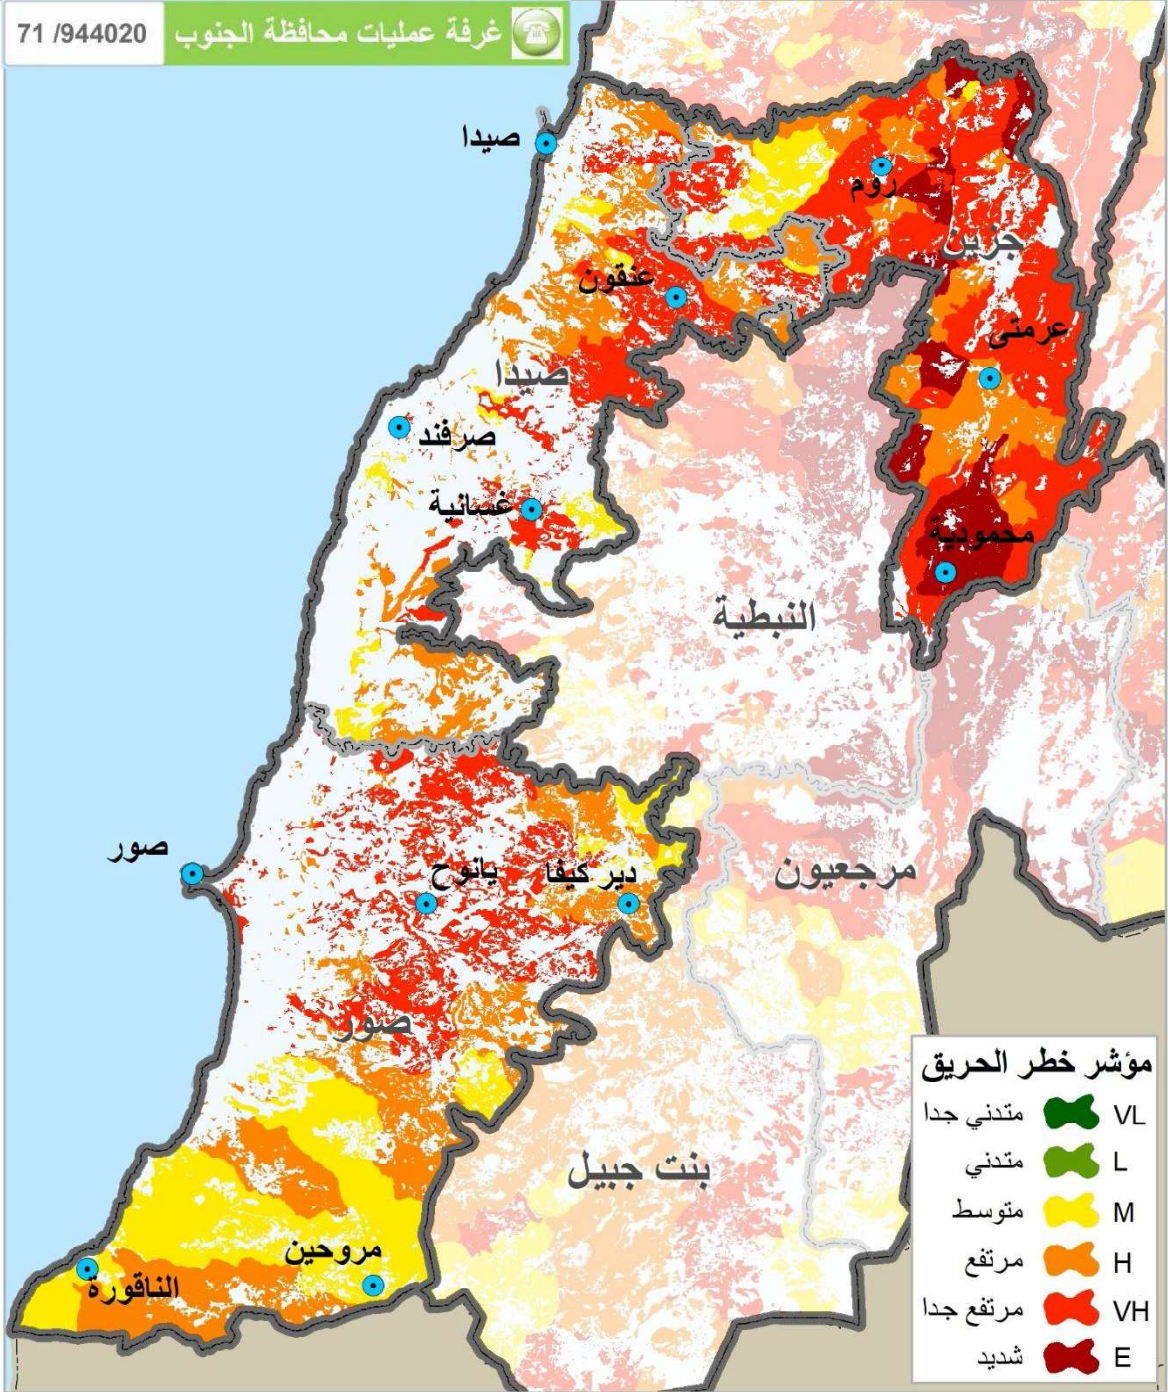 غرفة عمليات محافظة الجنوب 71 /944020
صيدا
روم
جزين
عنقون
عرمتى
صيدا
صرفند
غسانية
محمودية
النبطية
صور
يانوح
دير كيفا
مرجعيون
صور
بنت جبيل
مروحين
الناقورة
مؤشر خطر الحريق
متدني جدا VL
متدني L
متوسط M
مرتفع H
مرتفع جدا VH
شديد E